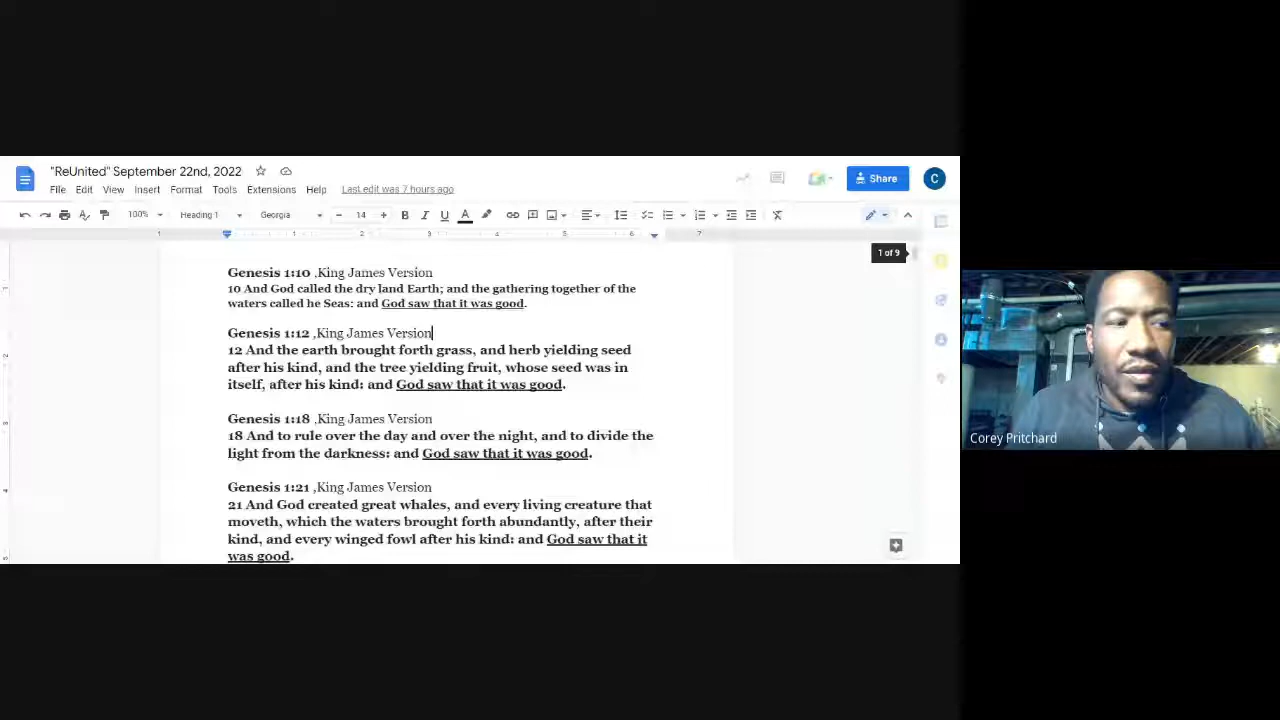 "ReUnited" September 22nd, 2022
File Edit View Insert Format Tools Extensions Help Last edit was 7 hours ago
Share
C
100% Heading 1 Georgia 14 B I U A
1 1 2 3 4 5 6 7
1 of 9
Genesis 1:10 ,King James Version
10 And God called the dry land Earth; and the gathering together of the
waters called he Seas: and God saw that it was good.
Genesis 1:12 ,King James Version
12 And the earth brought forth grass, and herb yielding seed
after his kind, and the tree yielding fruit, whose seed was in
itself, after his kind: and God saw that it was good.
Genesis 1:18 ,King James Version
18 And to rule over the day and over the night, and to divide the
light from the darkness: and God saw that it was good.
Genesis 1:21 ,King James Version
21 And God created great whales, and every living creature that
moveth, which the waters brought forth abundantly, after their
kind, and every winged fowl after his kind: and God saw that it
was good.
Corey Pritchard